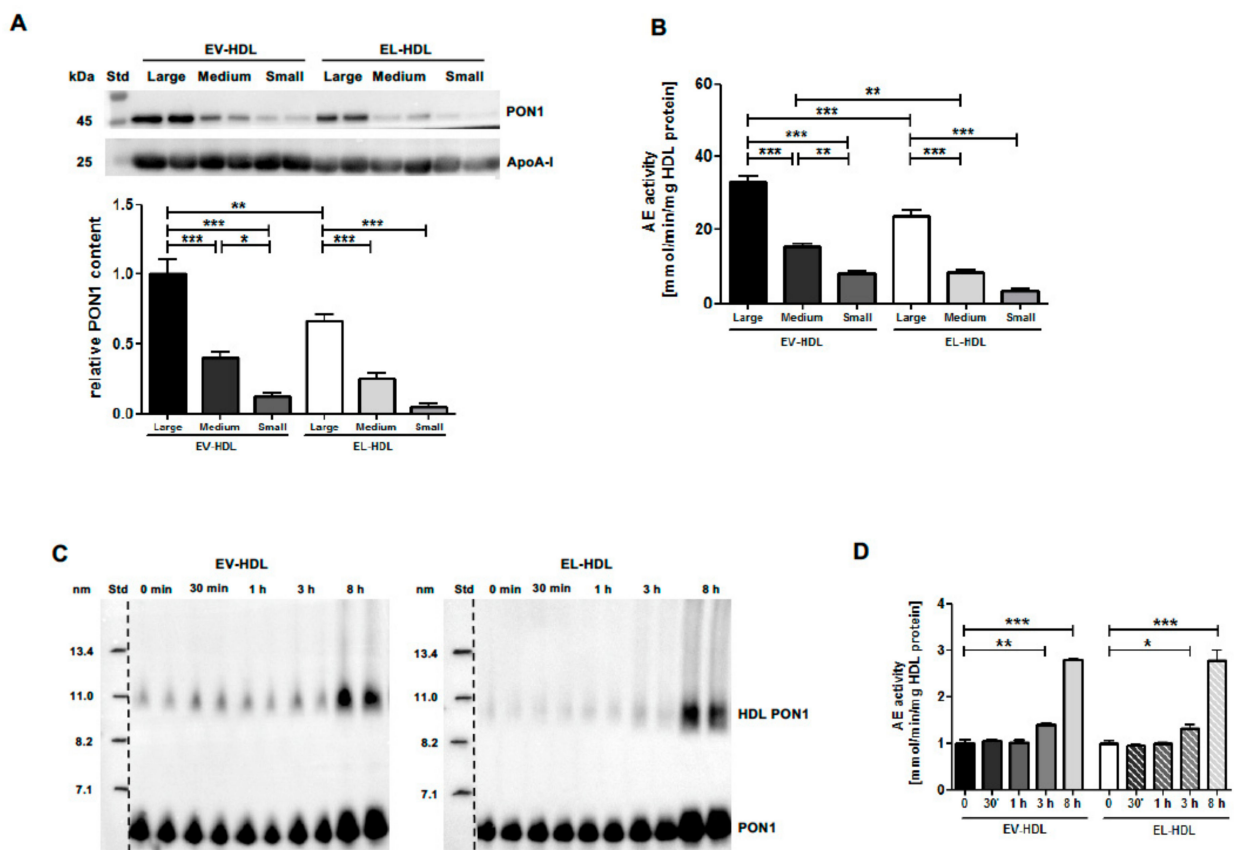 A
EV-HDL EL-HDL
kDa Std Large Medium Small Large Medium Small
45 PON1
25 ApoA-I
relative PON1 content
1.5
1.0
0.5
0.0
** *** *** * *** ***
Large Medium Small Large Medium Small
EV-HDL EL-HDL
B
AE activity
[mmol/min/mg HDL protein]
60
40
20
0
** *** *** *** *** ** ***
Large Medium Small Large Medium Small
EV-HDL EL-HDL
C
EV-HDL EL-HDL
nm Std 0 min 30 min 1 h 3 h 8 h nm Std 0 min 30 min 1 h 3 h 8 h
13.4 13.4
11.0 11.0 HDL PON1
8.2 8.2
7.1 7.1
PON1
D
AE activity
[mmol/min/mg HDL protein]
4
3
2
1
0
*** *** ** *
0 30' 1 h 3 h 8 h 0 30' 1 h 3 h 8 h
EV-HDL EL-HDL